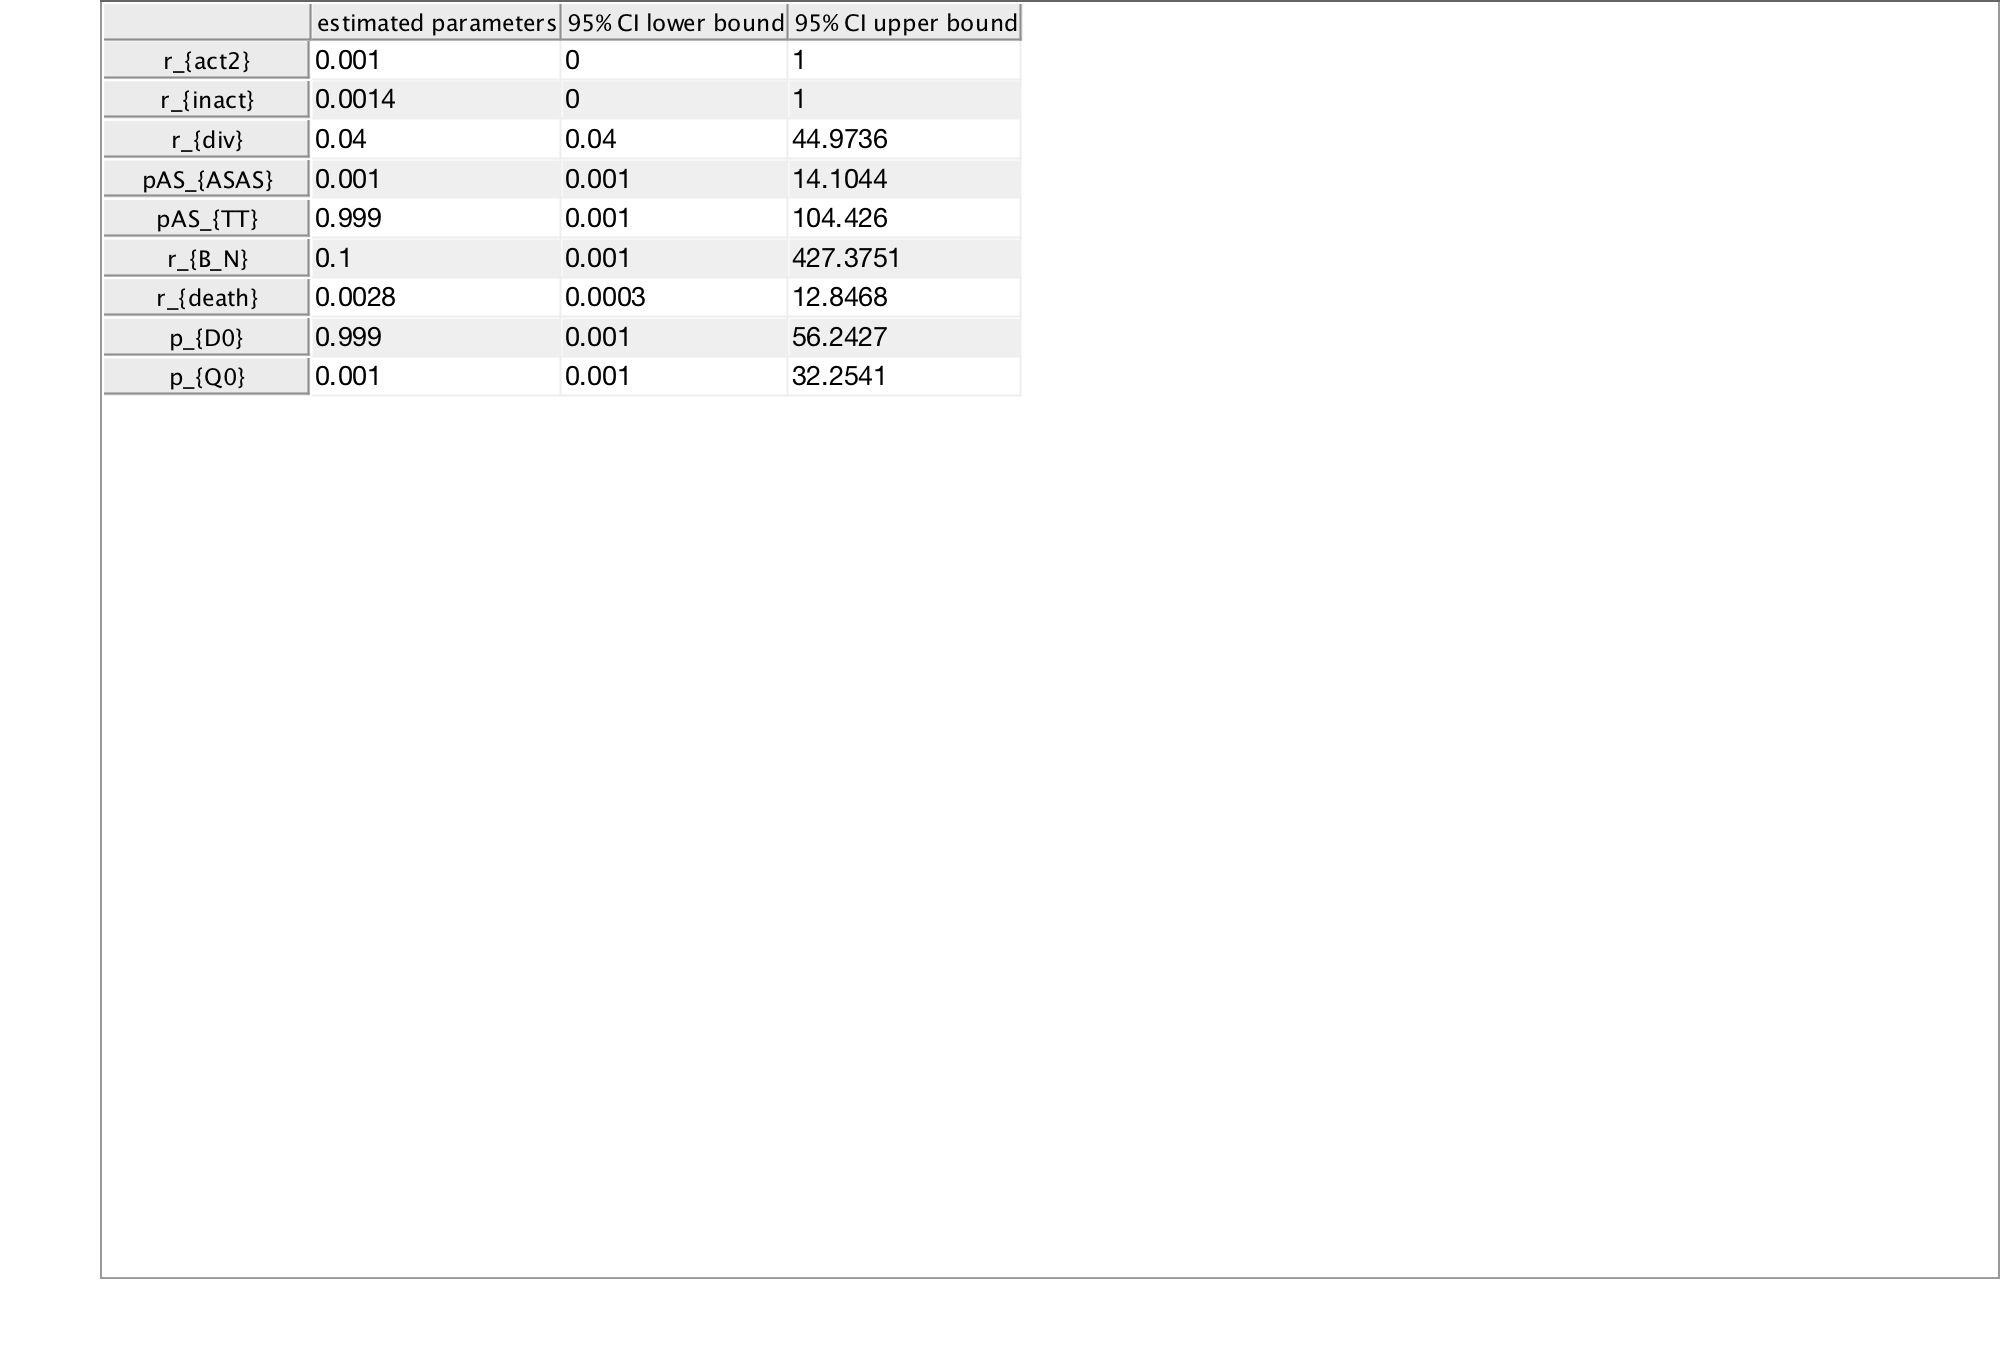 estimated parameters 95% CI lower bound 95% CI upper bound
r_{act2} 0.001 0 1
r_{inact} 0.0014 0 1
r_{div} 0.04 0.04 44.9736
pAS_{ASAS} 0.001 0.001 14.1044
pAS_{TT} 0.999 0.001 104.426
r_{B_N} 0.1 0.001 427.3751
r_{death} 0.0028 0.0003 12.8468
p_{D0} 0.999 0.001 56.2427
p_{Q0} 0.001 0.001 32.2541